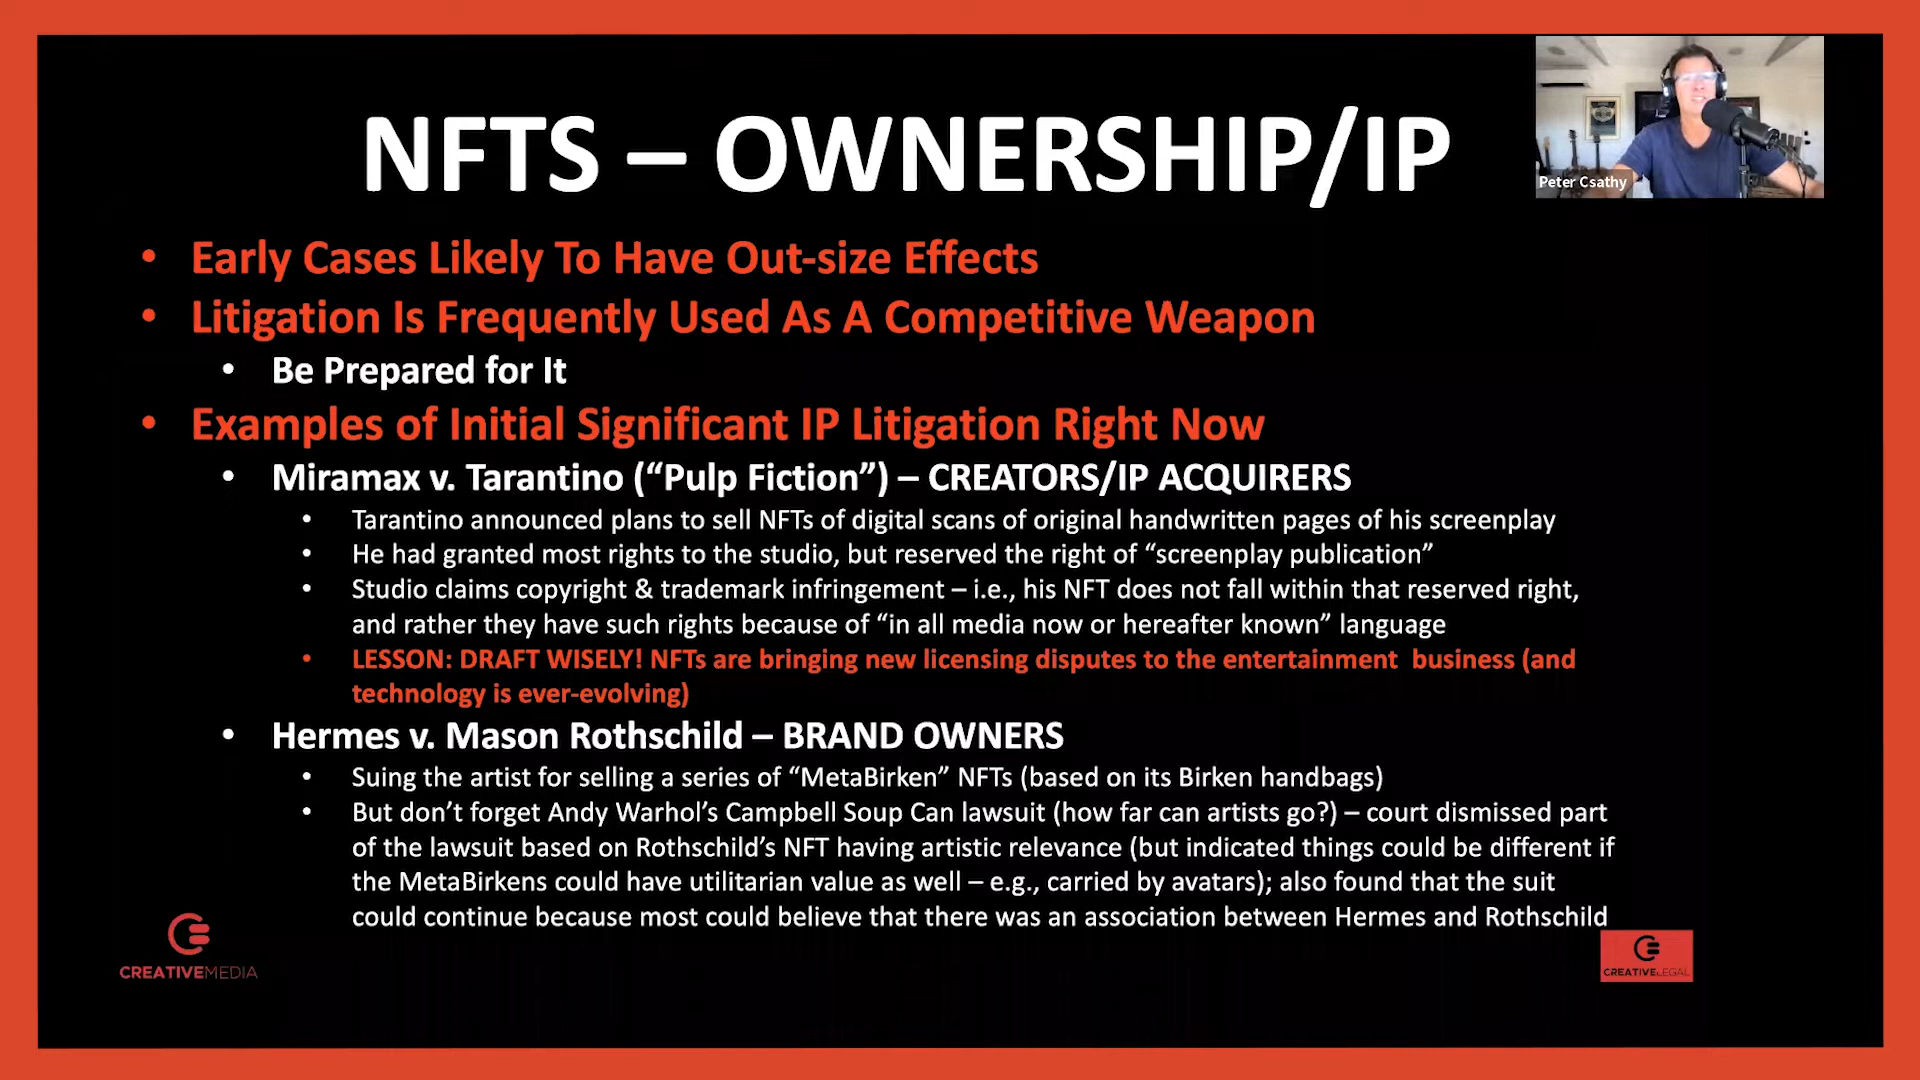 NFTS – OWNERSHIP/IP
Peter Csathy
• Early Cases Likely To Have Out-size Effects
• Litigation Is Frequently Used As A Competitive Weapon
• Be Prepared for It
• Examples of Initial Significant IP Litigation Right Now
• Miramax v. Tarantino (“Pulp Fiction”) – CREATORS/IP ACQUIRERS
• Tarantino announced plans to sell NFTs of digital scans of original handwritten pages of his screenplay
• He had granted most rights to the studio, but reserved the right of “screenplay publication”
• Studio claims copyright & trademark infringement – i.e., his NFT does not fall within that reserved right,
and rather they have such rights because of “in all media now or hereafter known” language
• LESSON: DRAFT WISELY! NFTs are bringing new licensing disputes to the entertainment business (and
technology is ever-evolving)
• Hermes v. Mason Rothschild – BRAND OWNERS
• Suing the artist for selling a series of “MetaBirken” NFTs (based on its Birken handbags)
• But don’t forget Andy Warhol’s Campbell Soup Can lawsuit (how far can artists go?) – court dismissed part
of the lawsuit based on Rothschild’s NFT having artistic relevance (but indicated things could be different if
the MetaBirkens could have utilitarian value as well – e.g., carried by avatars); also found that the suit
could continue because most could believe that there was an association between Hermes and Rothschild
CREATIVEMEDIA
CREATIVELEGAL